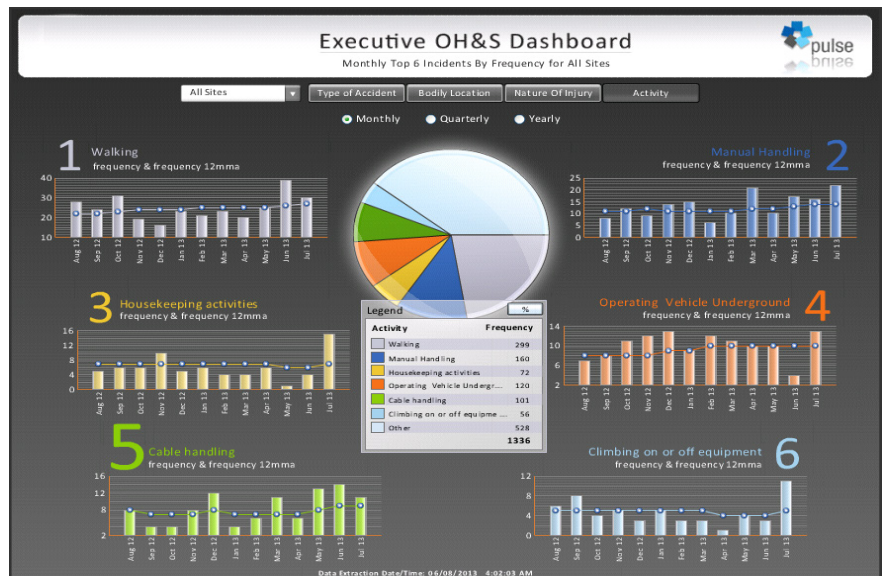 Executive OH&S Dashboard
Monthly Top 6 Incidents By Frequency for All Sites
pulse
All Sites
Type of Accident
Bodily Location
Nature Of Injury
Activity
Monthly
Quarterly
Yearly
1
Walking
frequency & frequency 12mma
40
30
20
10
Aug 12
Sep 12
Oct 12
Nov 12
Dec 12
Jan 13
Feb 13
Mar 13
Apr 13
May 13
Jun 13
Jul 13
Manual Handling
2
frequency & frequency 12mma
25
20
15
10
5
0
Aug 12
Sep 12
Oct 12
Nov 12
Dec 12
Jan 13
Feb 13
Mar 13
Apr 13
May 13
Jun 13
Jul 13
3
Housekeeping activities
frequency & frequency 12mma
16
12
8
4
0
Aug 12
Sep 12
Oct 12
Nov 12
Dec 12
Jan 13
Feb 13
Mar 13
Apr 13
May 13
Jun 13
Jul 13
Legend
%
Activity Frequency
Walking 299
Manual Handling 160
Housekeeping activities 72
Operating Vehicle Undergr... 120
Cable handling 101
Climbing on or off equipme ... 56
Other 528
1336
Operating Vehicle Underground
4
frequency & frequency 12mma
14
10
6
2
Aug 12
Sep 12
Oct 12
Nov 12
Dec 12
Jan 13
Feb 13
Mar 13
Apr 13
May 13
Jun 13
Jul 13
5
Cable handling
frequency & frequency 12mma
16
12
8
2
Aug 12
Sep 12
Oct 12
Nov 12
Dec 12
Jan 13
Feb 13
Mar 13
Apr 13
May 13
Jun 13
Jul 13
Climbing on or off equipment
6
frequency & frequency 12mma
12
8
4
0
Aug 12
Sep 12
Oct 12
Nov 12
Dec 12
Jan 13
Feb 13
Mar 13
Apr 13
May 13
Jun 13
Jul 13
Data Extraction Date/Time: 06/08/2013 4:02:03 AM